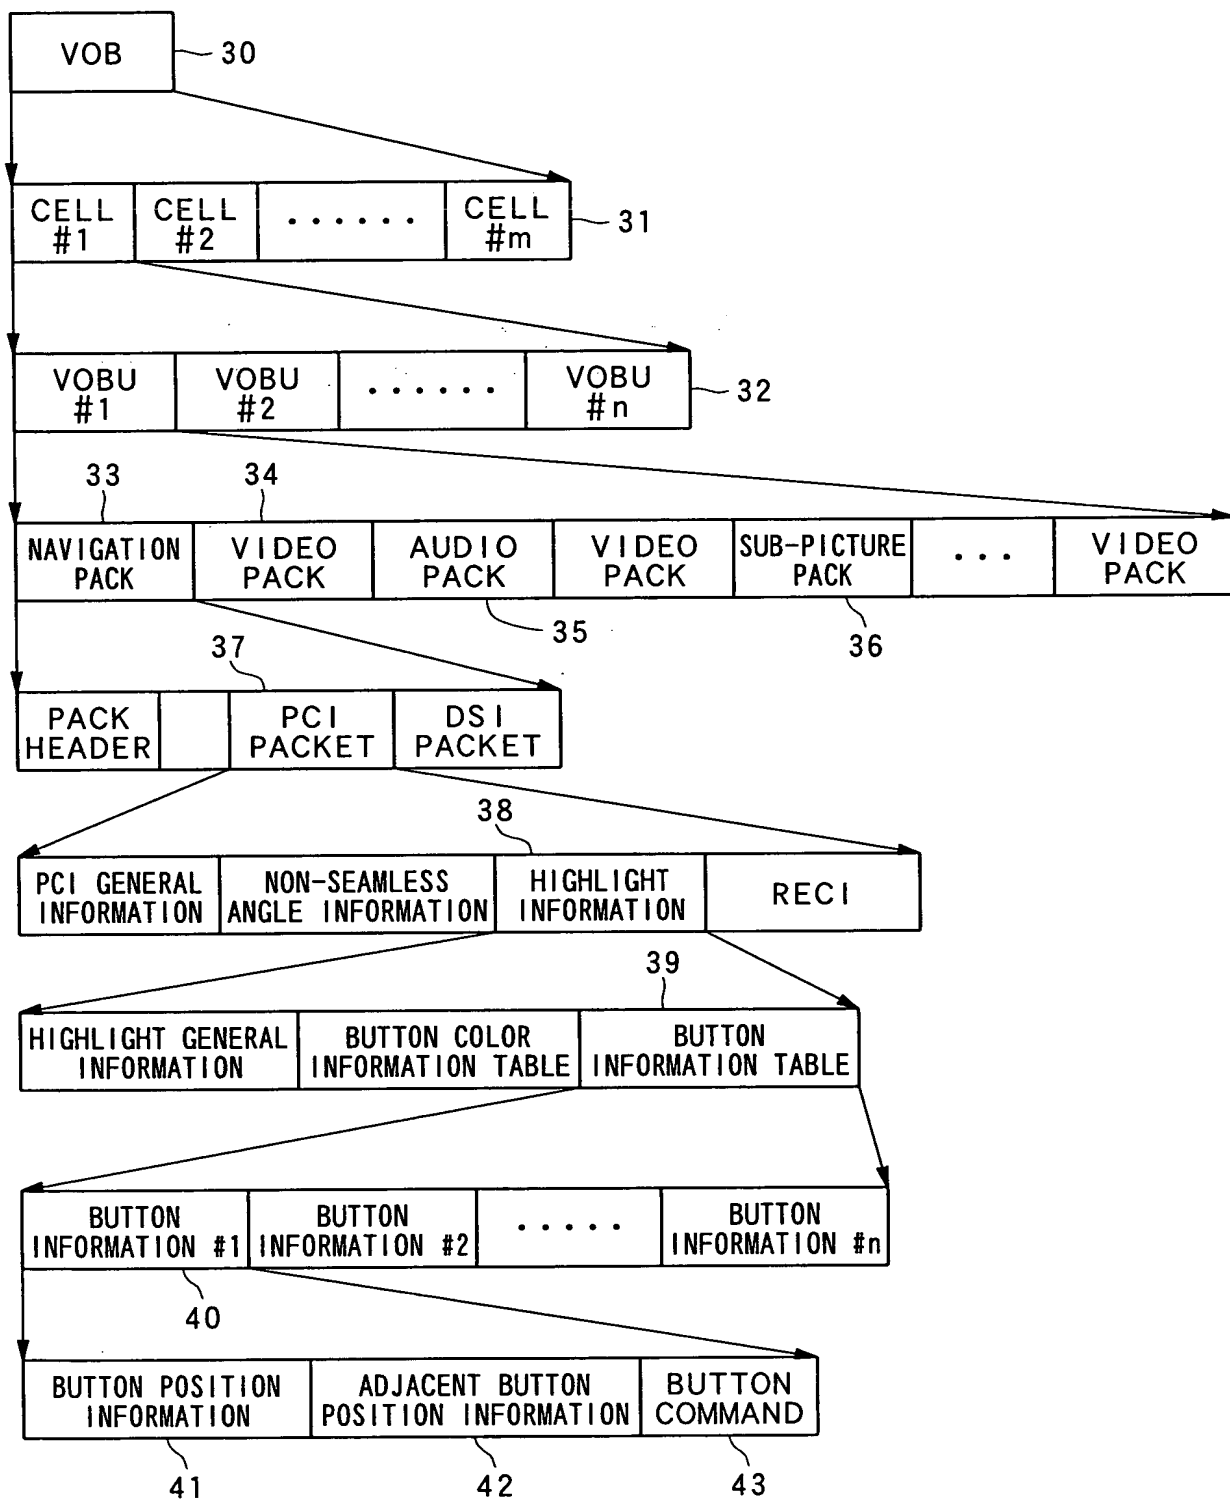 VOB
30
CELL #1
CELL #2
......
CELL #m
31
VOBU #1
VOBU #2
......
VOBU #n
32
33
34
NAVIGATION PACK
VIDEO PACK
AUDIO PACK
VIDEO PACK
SUB-PICTURE PACK
...
VIDEO PACK
35
36
37
PACK HEADER
PCI PACKET
DSI PACKET
38
PCI GENERAL INFORMATION
NON-SEAMLESS ANGLE INFORMATION
HIGHLIGHT INFORMATION
RECI
39
HIGHLIGHT GENERAL INFORMATION
BUTTON COLOR INFORMATION TABLE
BUTTON INFORMATION TABLE
BUTTON INFORMATION #1
BUTTON INFORMATION #2
.....
BUTTON INFORMATION #n
40
BUTTON POSITION INFORMATION
ADJACENT BUTTON POSITION INFORMATION
BUTTON COMMAND
41
42
43